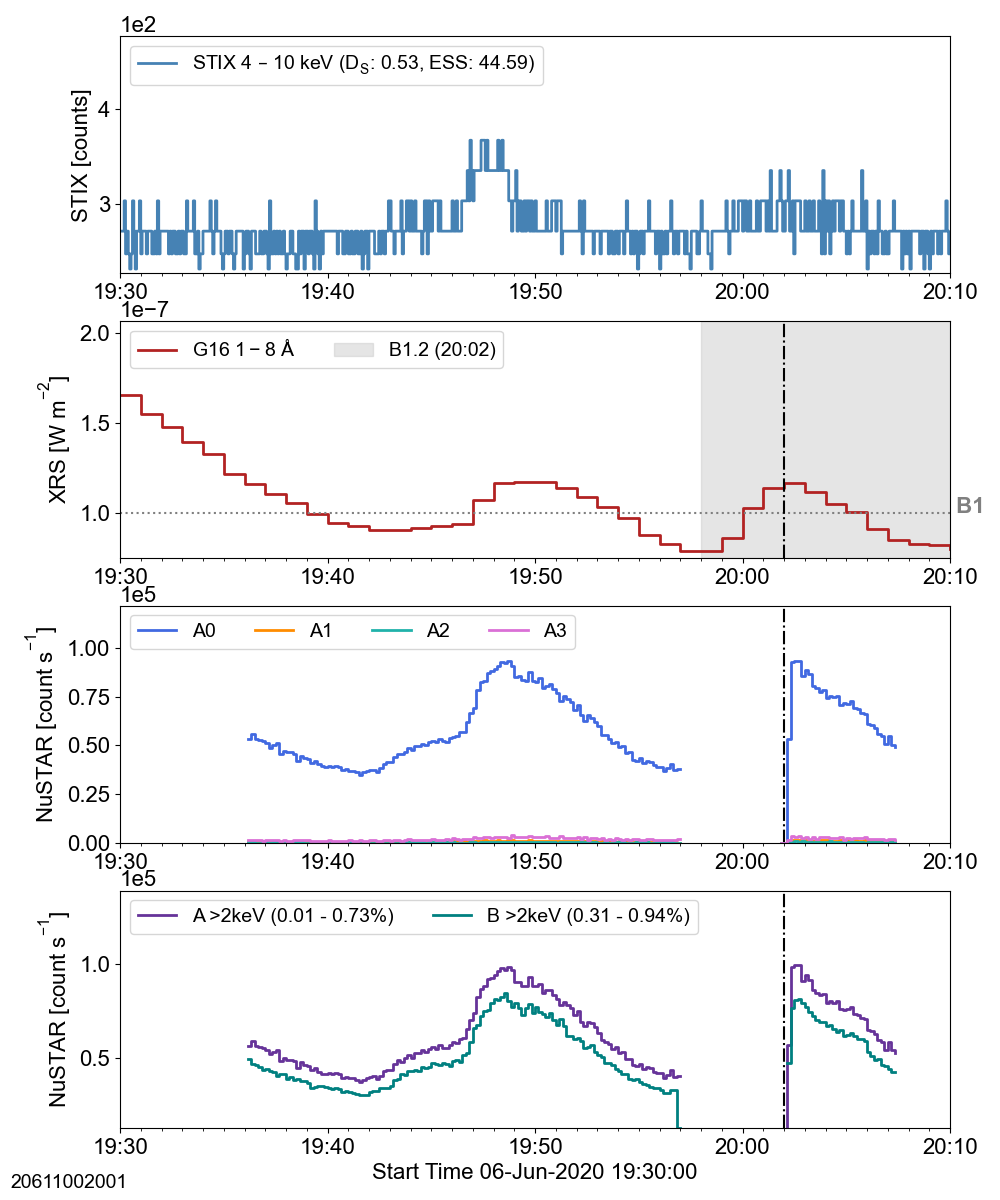 1e2
STIX 4 – 10 keV (DS: 0.53, ESS: 44.59)
4
3
STIX [counts]
19:30 19:40 19:50 20:00 20:10
1e−7
G16 1 – 8 Å B1.2 (20:02)
2.0
1.5
1.0
XRS [W m−2]
B1
19:30 19:40 19:50 20:00 20:10
1e5
A0 A1 A2 A3
1.00
0.75
0.50
0.25
0.00
NuSTAR [count s−1]
19:30 19:40 19:50 20:00 20:10
1e5
A >2keV (0.01 - 0.73%) B >2keV (0.31 - 0.94%)
1.0
0.5
NuSTAR [count s−1]
19:30 19:40 19:50 20:00 20:10
Start Time 06-Jun-2020 19:30:00
20611002001